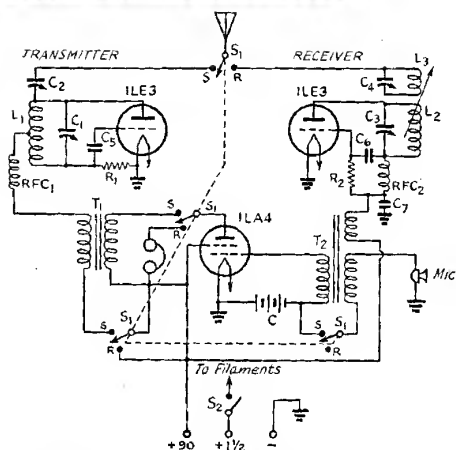 TRANSMITTER
S₁
RECEIVER
S
R
L₃
C₂
1LE3
1LE3
C₄
L₁
C₁
C₅
C₃
L₂
C₆
R₁
R₂
RFC₁
RFC₂
C₇
T₁
S
S₁
R
1LA4
T₂
MIC
C
S
S₁
R
S
S₁
R
To Filaments
S₂
+90
+1½
-